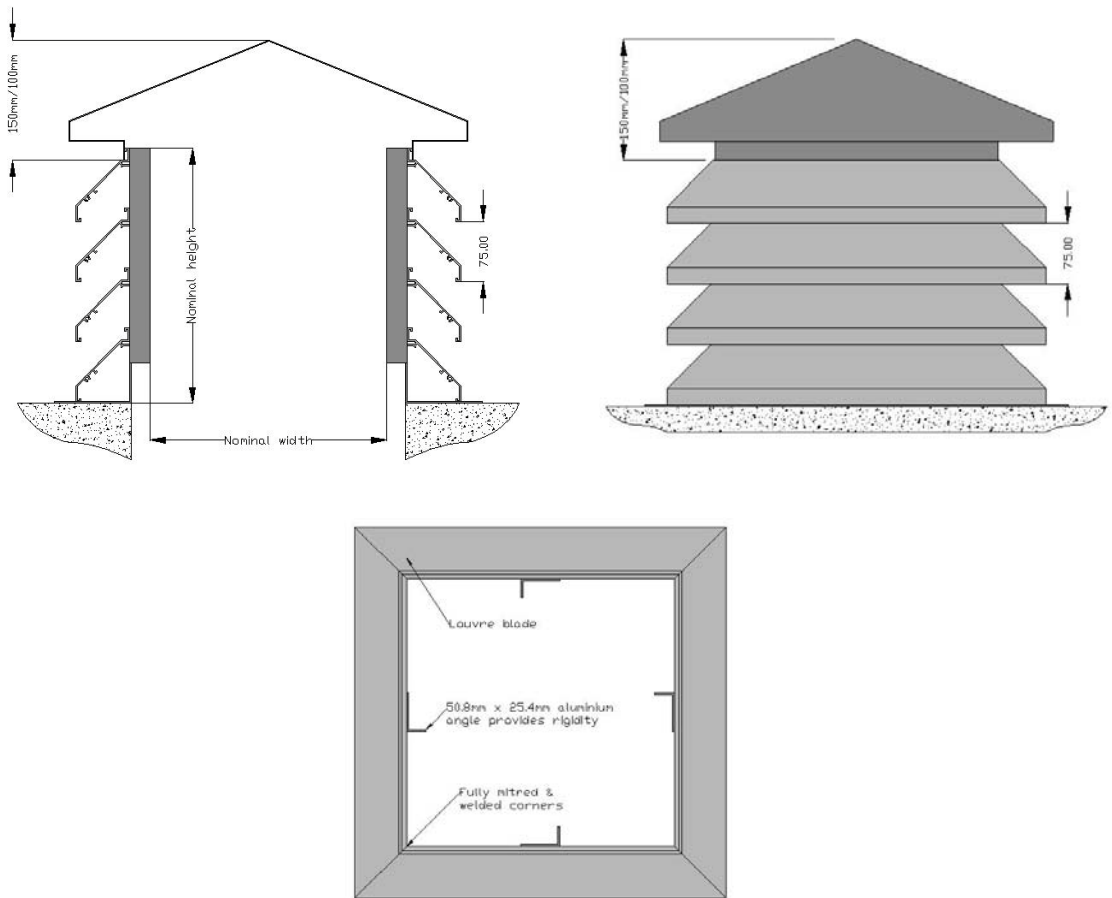 150mm/100mm
Nominal height
75.00
Nominal width
150mm/100mm
75.00
Louvre blade
50.8mm x 25.4mm aluminium
angle provides rigidity
Fully mitred &
welded corners